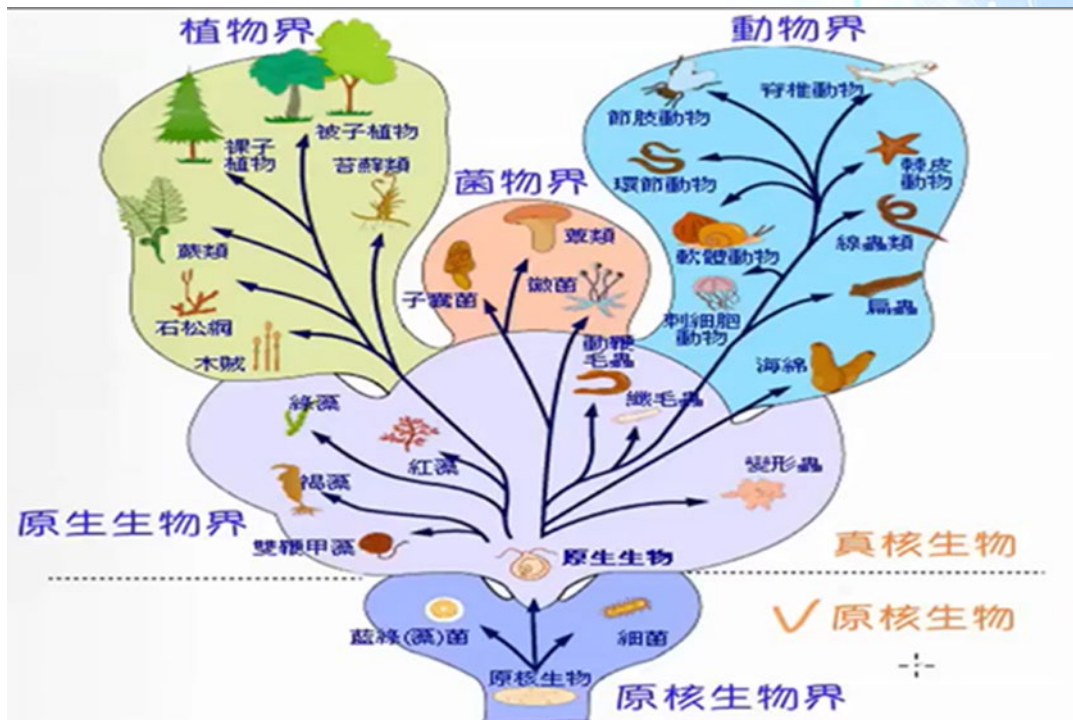 植物界
動物界
脊椎動物
節肢動物
被子植物
裸子
植物
苔蘚類
棘皮
動物
菌物界
環節動物
蕈類
線蟲類
蕨類
軟體動物
黴菌
子囊菌
扁蟲
石松綱
刺細胞
動物
動鞭
毛蟲
木賊
海綿
纖毛蟲
綠藻
紅藻
變形蟲
褐藻
原生生物界
雙鞭甲藻
真核生物
原生生物
原核生物
藍綠(藻)菌
細菌
原核生物
原核生物界